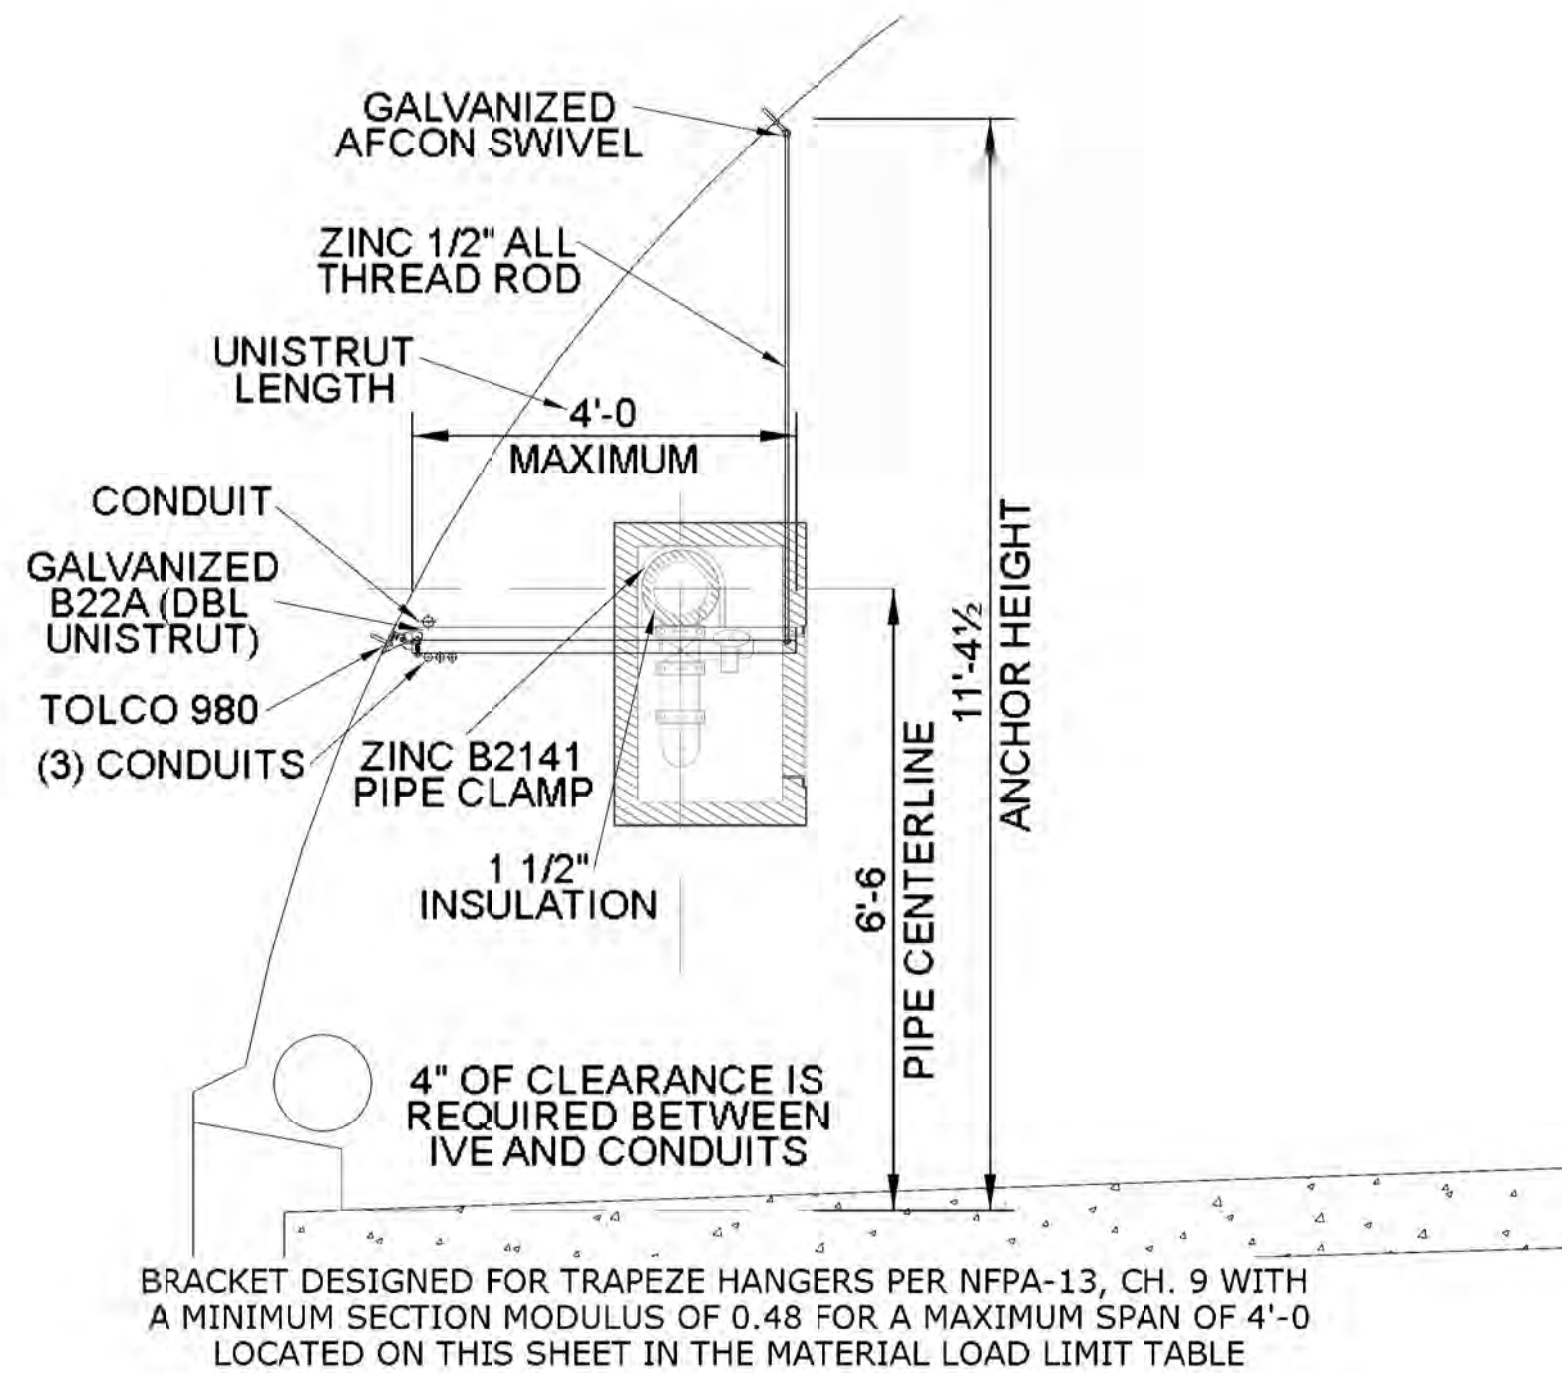 GALVANIZED
AFCON SWIVEL
ZINC 1/2" ALL
THREAD ROD
UNISTRUT
LENGTH
4'-0
MAXIMUM
CONDUIT
GALVANIZED
B22A (DBL
UNISTRUT)
TOLCO 980
(3) CONDUITS
ZINC B2141
PIPE CLAMP
1 1/2"
INSULATION
6'-6
PIPE CENTERLINE
11'-4½
ANCHOR HEIGHT
4" OF CLEARANCE IS
REQUIRED BETWEEN
IVE AND CONDUITS
BRACKET DESIGNED FOR TRAPEZE HANGERS PER NFPA-13, CH. 9 WITH
A MINIMUM SECTION MODULUS OF 0.48 FOR A MAXIMUM SPAN OF 4'-0
LOCATED ON THIS SHEET IN THE MATERIAL LOAD LIMIT TABLE